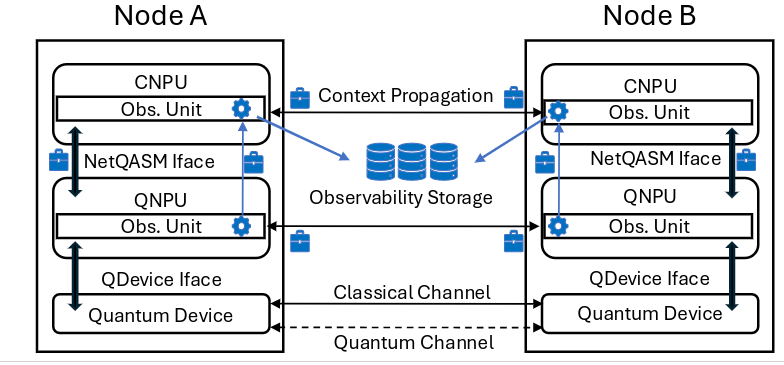 Node A
Node B
CNPU
Obs. Unit
Context Propagation
CNPU
Obs. Unit
NetQASM Iface
Observability Storage
NetQASM Iface
QNPU
Obs. Unit
QNPU
Obs. Unit
QDevice Iface
Classical Channel
QDevice Iface
Quantum Device
Quantum Channel
Quantum Device